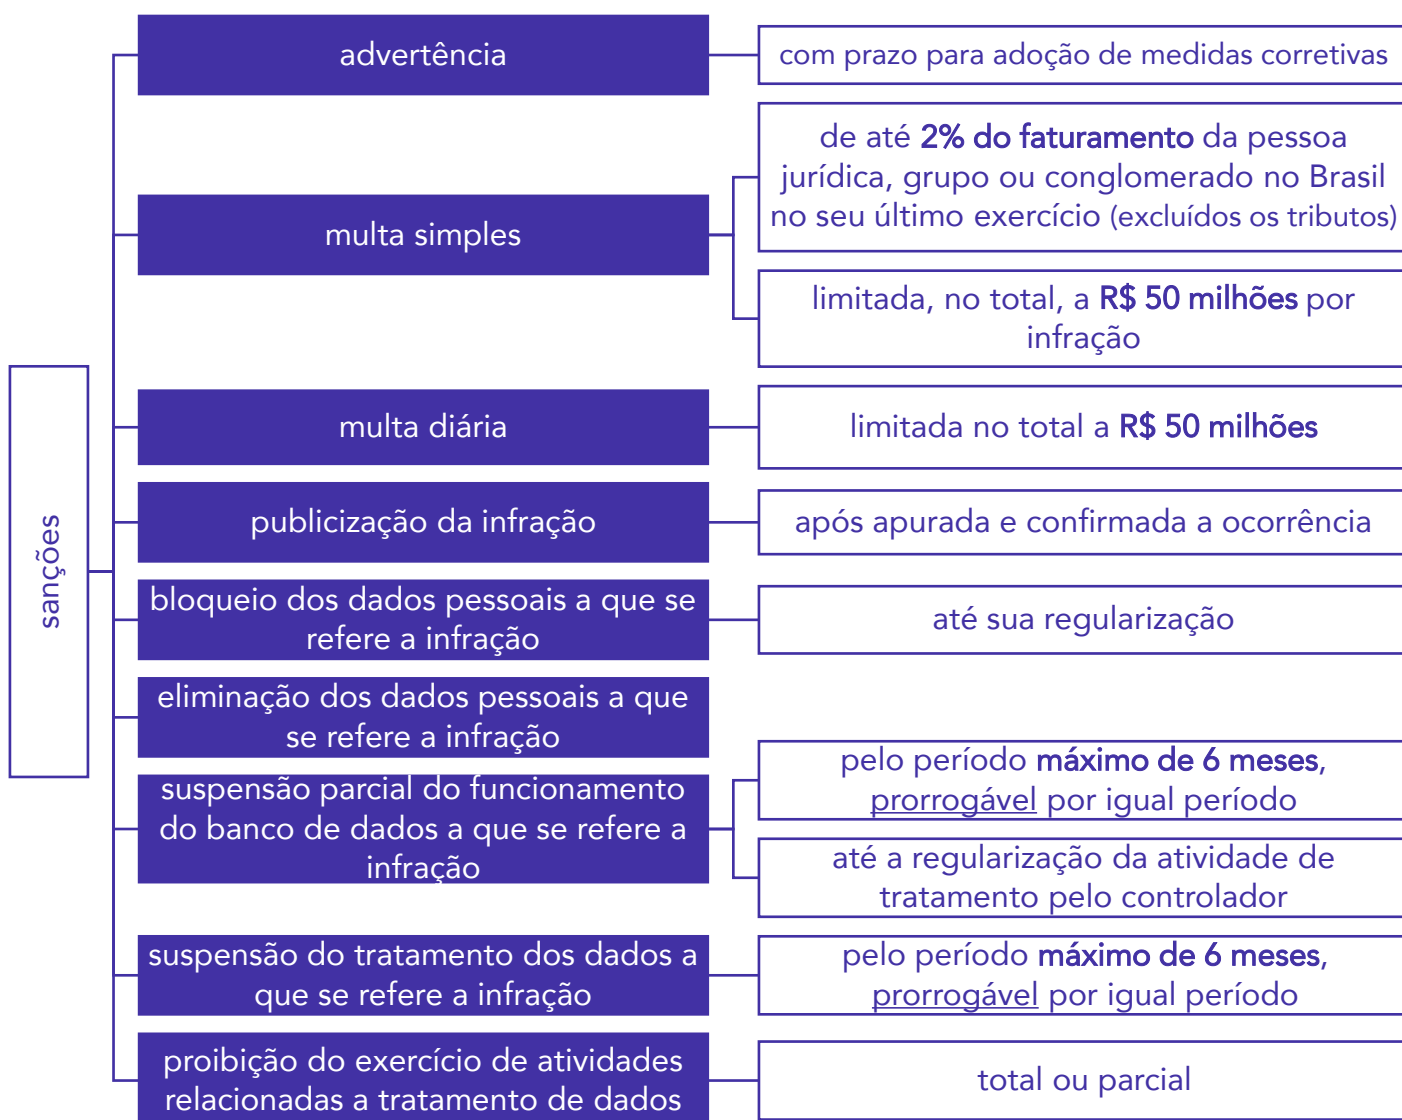 sanções
advertência
com prazo para adoção de medidas corretivas
multa simples
de até 2% do faturamento da pessoa
jurídica, grupo ou conglomerado no Brasil
no seu último exercício (excluídos os tributos)
limitada, no total, a R$ 50 milhões por
infração
multa diária
limitada no total a R$ 50 milhões
publicização da infração
após apurada e confirmada a ocorrência
bloqueio dos dados pessoais a que se
refere a infração
até sua regularização
eliminação dos dados pessoais a que
se refere a infração
suspensão parcial do funcionamento
do banco de dados a que se refere a
infração
pelo período máximo de 6 meses,
prorrogável por igual período
até a regularização da atividade de
tratamento pelo controlador
suspensão do tratamento dos dados a
que se refere a infração
pelo período máximo de 6 meses,
prorrogável por igual período
proibição do exercício de atividades
relacionadas a tratamento de dados
total ou parcial